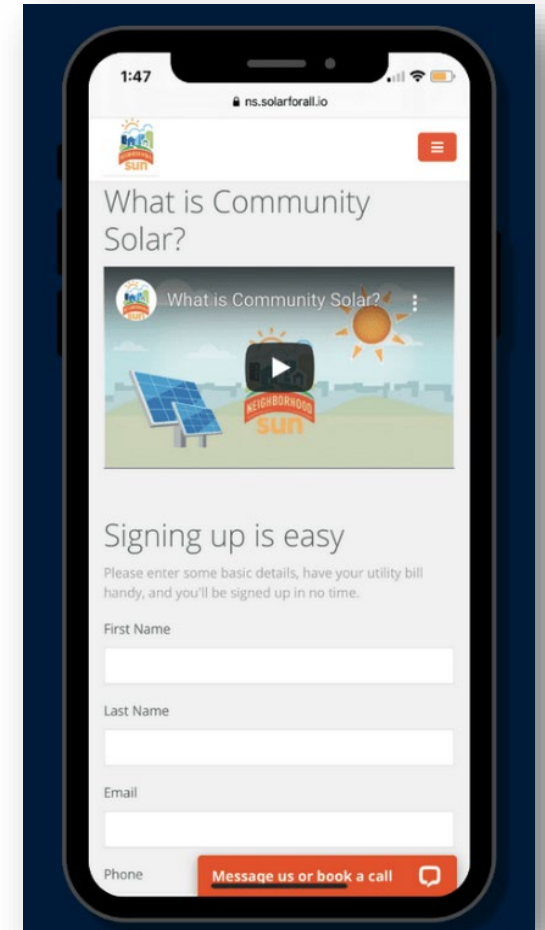 1:47
ns.solarforall.io
NEIGHBORHOOD
sun
What is Community
Solar?
What is Community Solar?
NEIGHBORHOOD
sun
Signing up is easy
Please enter some basic details, have your utility bill
handy, and you'll be signed up in no time.
First Name
Last Name
Email
Phone
Message us or book a call